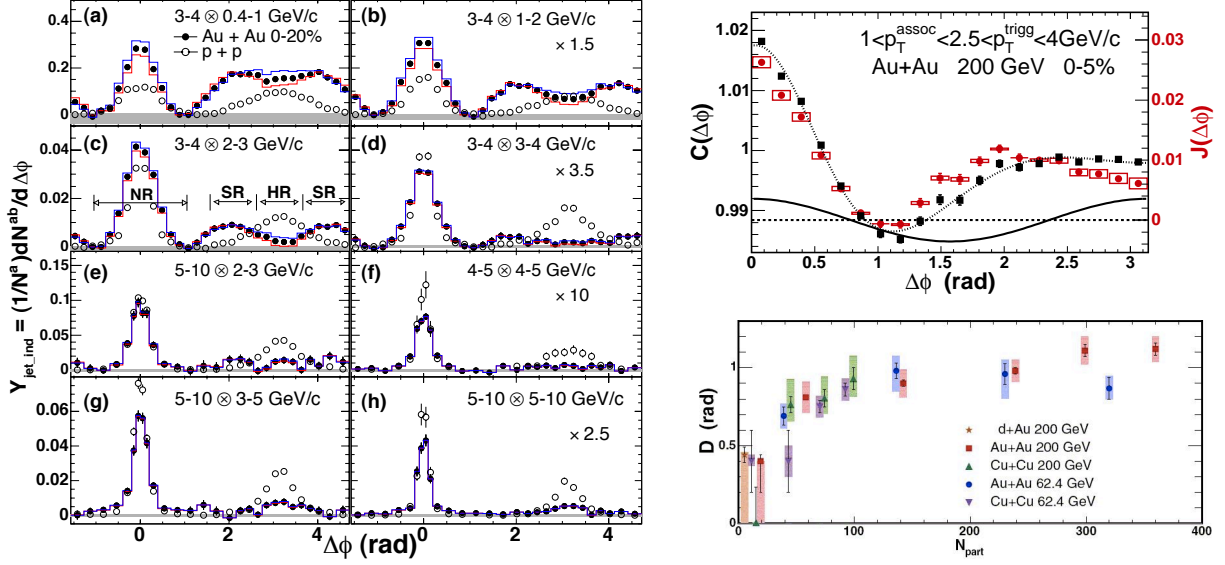 Y_jet_ind = (1/N^a)dN^ab/d Δϕ
(a) 3-4 ⊗ 0.4-1 GeV/c
Au + Au 0-20%
p + p
0.4
0.2
0
(b) 3-4 ⊗ 1-2 GeV/c
× 1.5
(c) 3-4 ⊗ 2-3 GeV/c
NR SR HR SR
0.04
0.02
0
(d) 3-4 ⊗ 3-4 GeV/c
× 3.5
(e) 5-10 ⊗ 2-3 GeV/c
0.15
0.1
0.05
0
(f) 4-5 ⊗ 4-5 GeV/c
× 10
(g) 5-10 ⊗ 3-5 GeV/c
0.06
0.04
0.02
0
(h) 5-10 ⊗ 5-10 GeV/c
× 2.5
0 2 4 0 2 4
Δϕ (rad)
1<p_T^assoc<2.5<p_T^trigg<4GeV/c
Au+Au 200 GeV 0-5%
C(Δϕ)
1.02
1.01
1
0.99
J(Δϕ)
0.03
0.02
0.01
0
0 0.5 1 1.5 2 2.5 3
Δϕ (rad)
D (rad)
1
0.5
0
d+Au 200 GeV
Au+Au 200 GeV
Cu+Cu 200 GeV
Au+Au 62.4 GeV
Cu+Cu 62.4 GeV
0 100 200 300 400
N_part